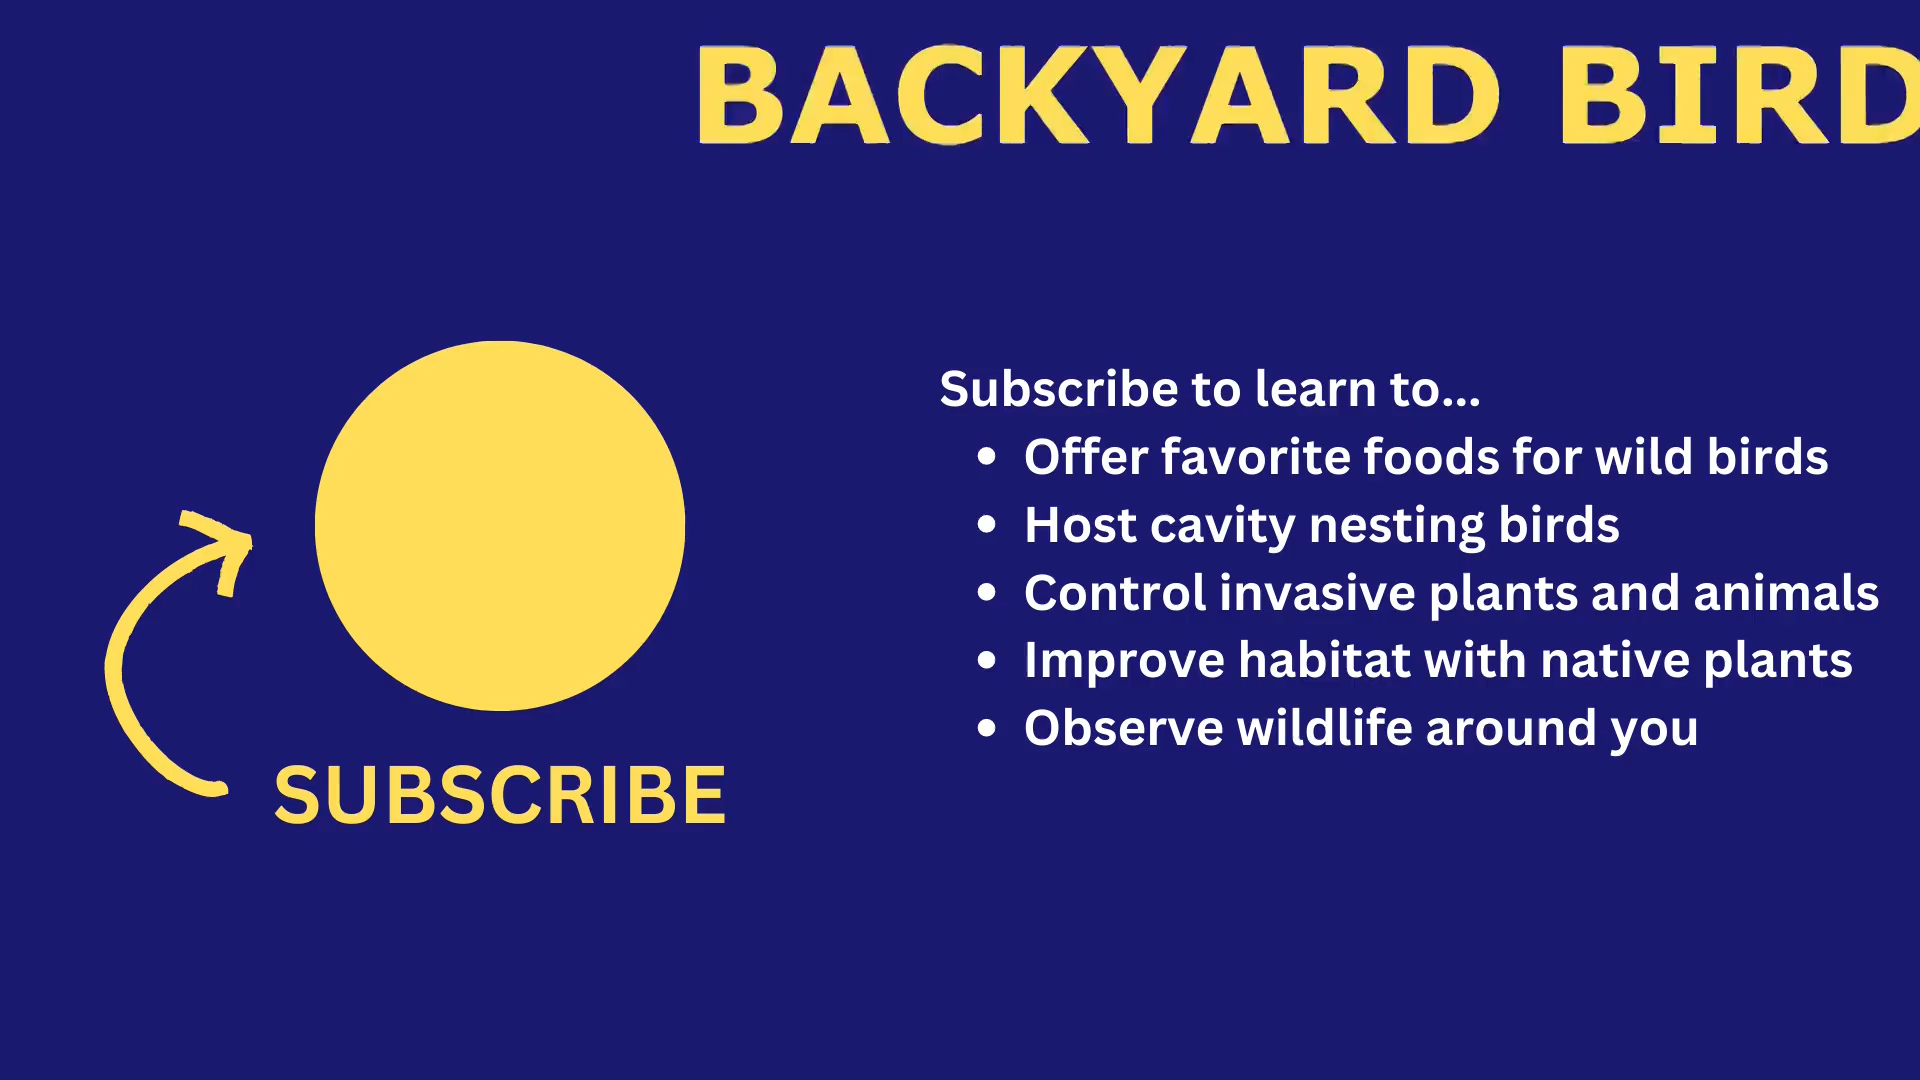 BACKYARD BIRD
Subscribe to learn to...
• Offer favorite foods for wild birds
• Host cavity nesting birds
• Control invasive plants and animals
• Improve habitat with native plants
• Observe wildlife around you
SUBSCRIBE